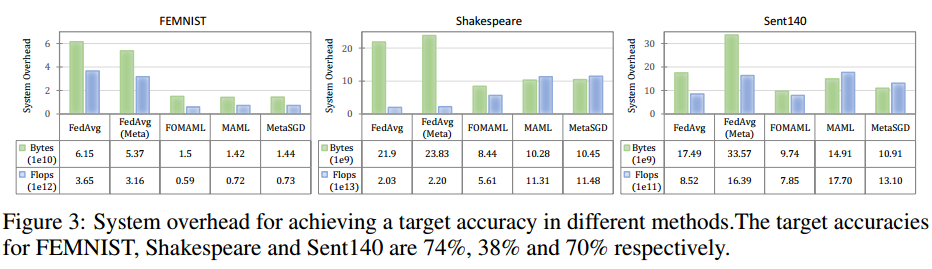 FEMNIST
System Overhead
6
4
2
0
FedAvg FedAvg (Meta) FOMAML MAML MetaSGD
Bytes (1e10) 6.15 5.37 1.5 1.42 1.44
Flops (1e12) 3.65 3.16 0.59 0.72 0.73
Shakespeare
System Overhead
20
10
0
FedAvg FedAvg (Meta) FOMAML MAML MetaSGD
Bytes (1e9) 21.9 23.83 8.44 10.28 10.45
Flops (1e13) 2.03 2.20 5.61 11.31 11.48
Sent140
System Overhead
30
20
10
0
FedAvg FedAvg (Meta) FOMAML MAML MetaSGD
Bytes (1e9) 17.49 33.57 9.74 14.91 10.91
Flops (1e11) 8.52 16.39 7.85 17.70 13.10
Figure 3: System overhead for achieving a target accuracy in different methods.The target accuracies
for FEMNIST, Shakespeare and Sent140 are 74%, 38% and 70% respectively.